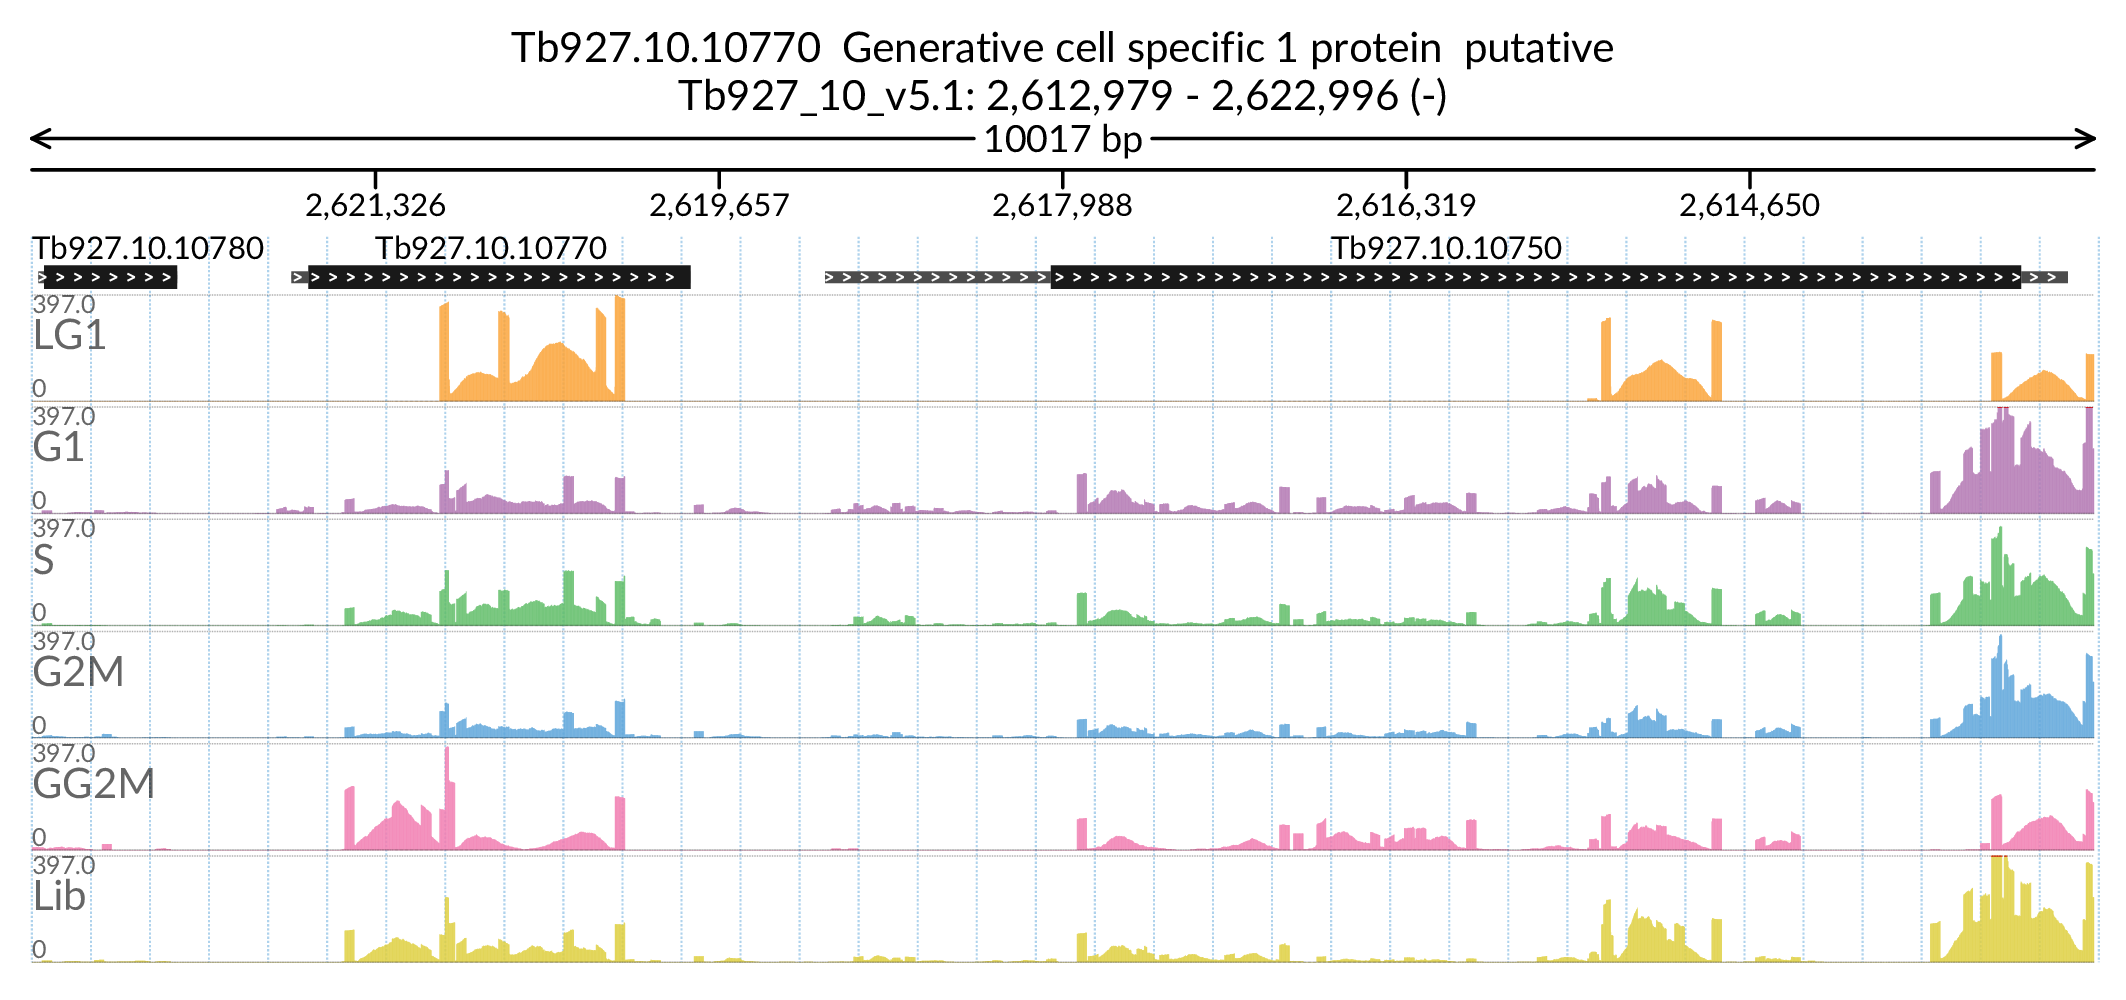 Tb927.10.10770  Generative cell specific 1 protein  putative
Tb927_10_v5.1: 2,612,979 - 2,622,996 (-)
10017 bp
2,621,326 2,619,657 2,617,988 2,616,319 2,614,650
Tb927.10.10780 Tb927.10.10770 Tb927.10.10750
397.0
LG1
0
397.0
G1
0
397.0
S
0
397.0
G2M
0
397.0
GG2M
0
397.0
Lib
0